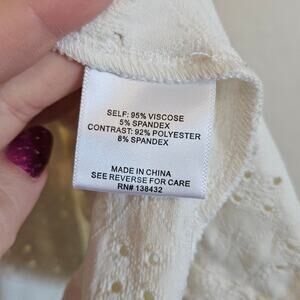 SELF: 95% VISCOSE
5% SPANDEX
CONTRAST: 92% POLYESTER
8% SPANDEX
MADE IN CHINA
SEE REVERSE FOR CARE
RN# 138432